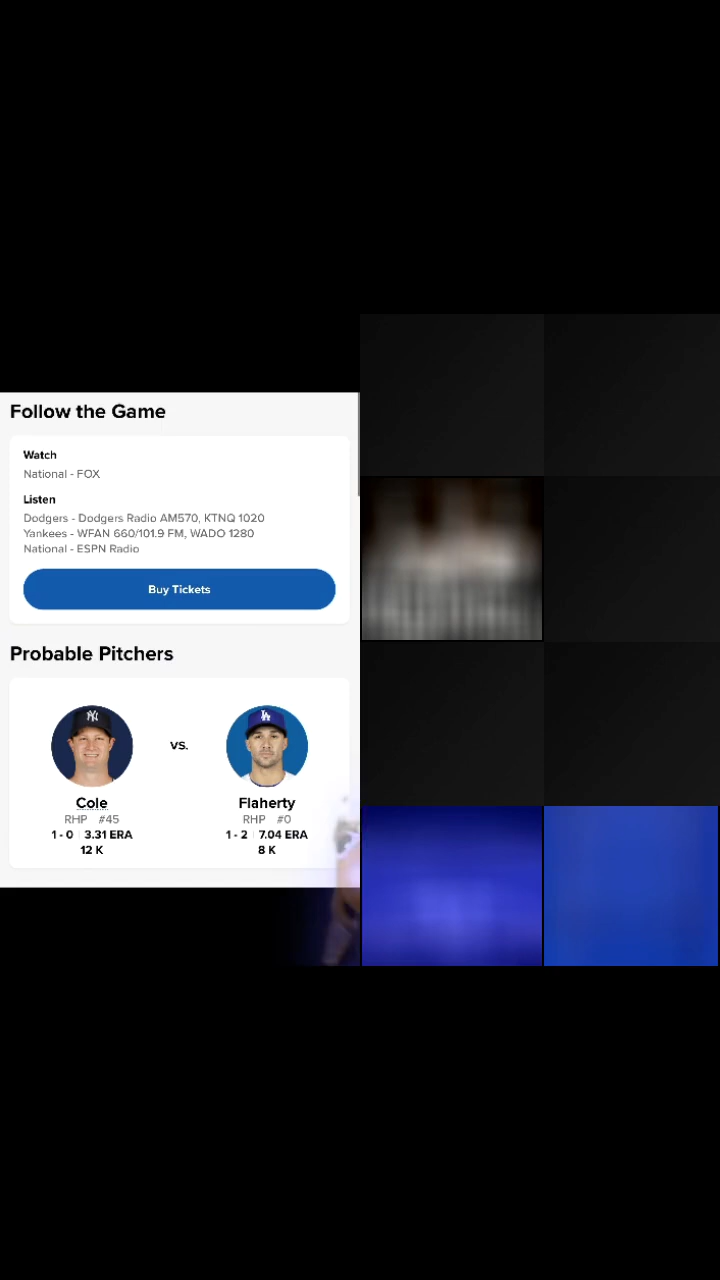 Follow the Game
Watch
National - FOX
Listen
Dodgers - Dodgers Radio AM570, KTNQ 1020
Yankees - WFAN 660/101.9 FM, WADO 1280
National - ESPN Radio
Buy Tickets
Probable Pitchers
NY
LA
VS.
Cole
RHP #45
1 - 0 3.31 ERA
12 K
Flaherty
RHP #0
1 - 2 7.04 ERA
8 K